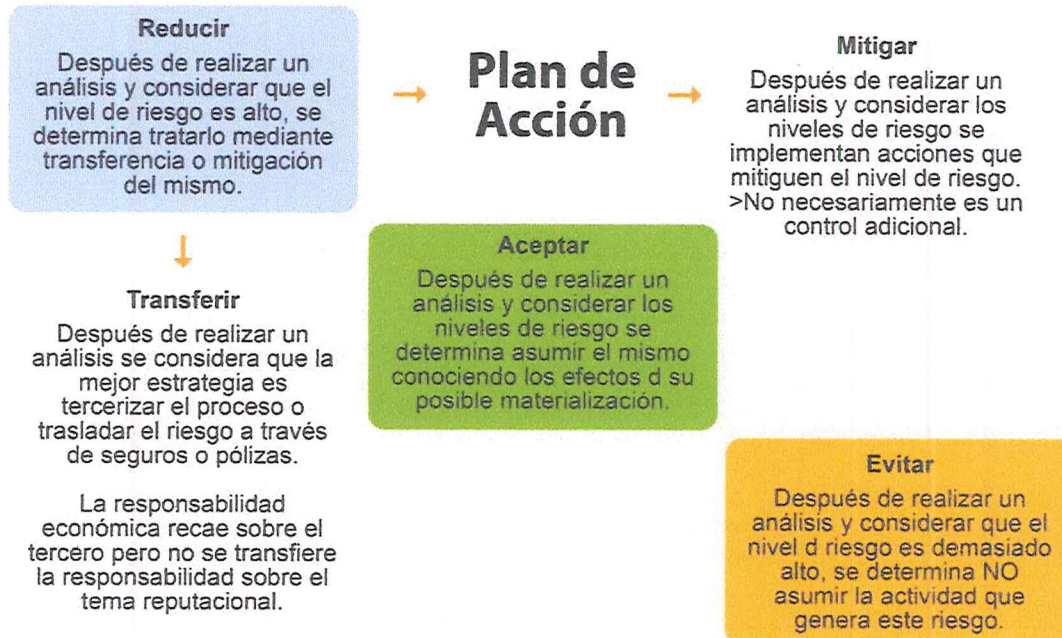 Reducir
Después de realizar un
análisis y considerar que el
nivel de riesgo es alto, se
determina tratarlo mediante
transferencia o mitigación
del mismo.
Plan de
Acción
Mitigar
Después de realizar un
análisis y considerar los
niveles de riesgo se
implementan acciones que
mitiguen el nivel de riesgo.
>No necesariamente es un
control adicional.
Transferir
Después de realizar un
análisis se considera que la
mejor estrategia es
tercerizar el proceso o
trasladar el riesgo a través
de seguros o pólizas.
La responsabilidad
económica recae sobre el
tercero pero no se transfiere
la responsabilidad sobre el
tema reputacional.
Aceptar
Después de realizar un
análisis y considerar los
niveles de riesgo se
determina asumir el mismo
conociendo los efectos d su
posible materialización.
Evitar
Después de realizar un
análisis y considerar que el
nivel d riesgo es demasiado
alto, se determina NO
asumir la actividad que
genera este riesgo.